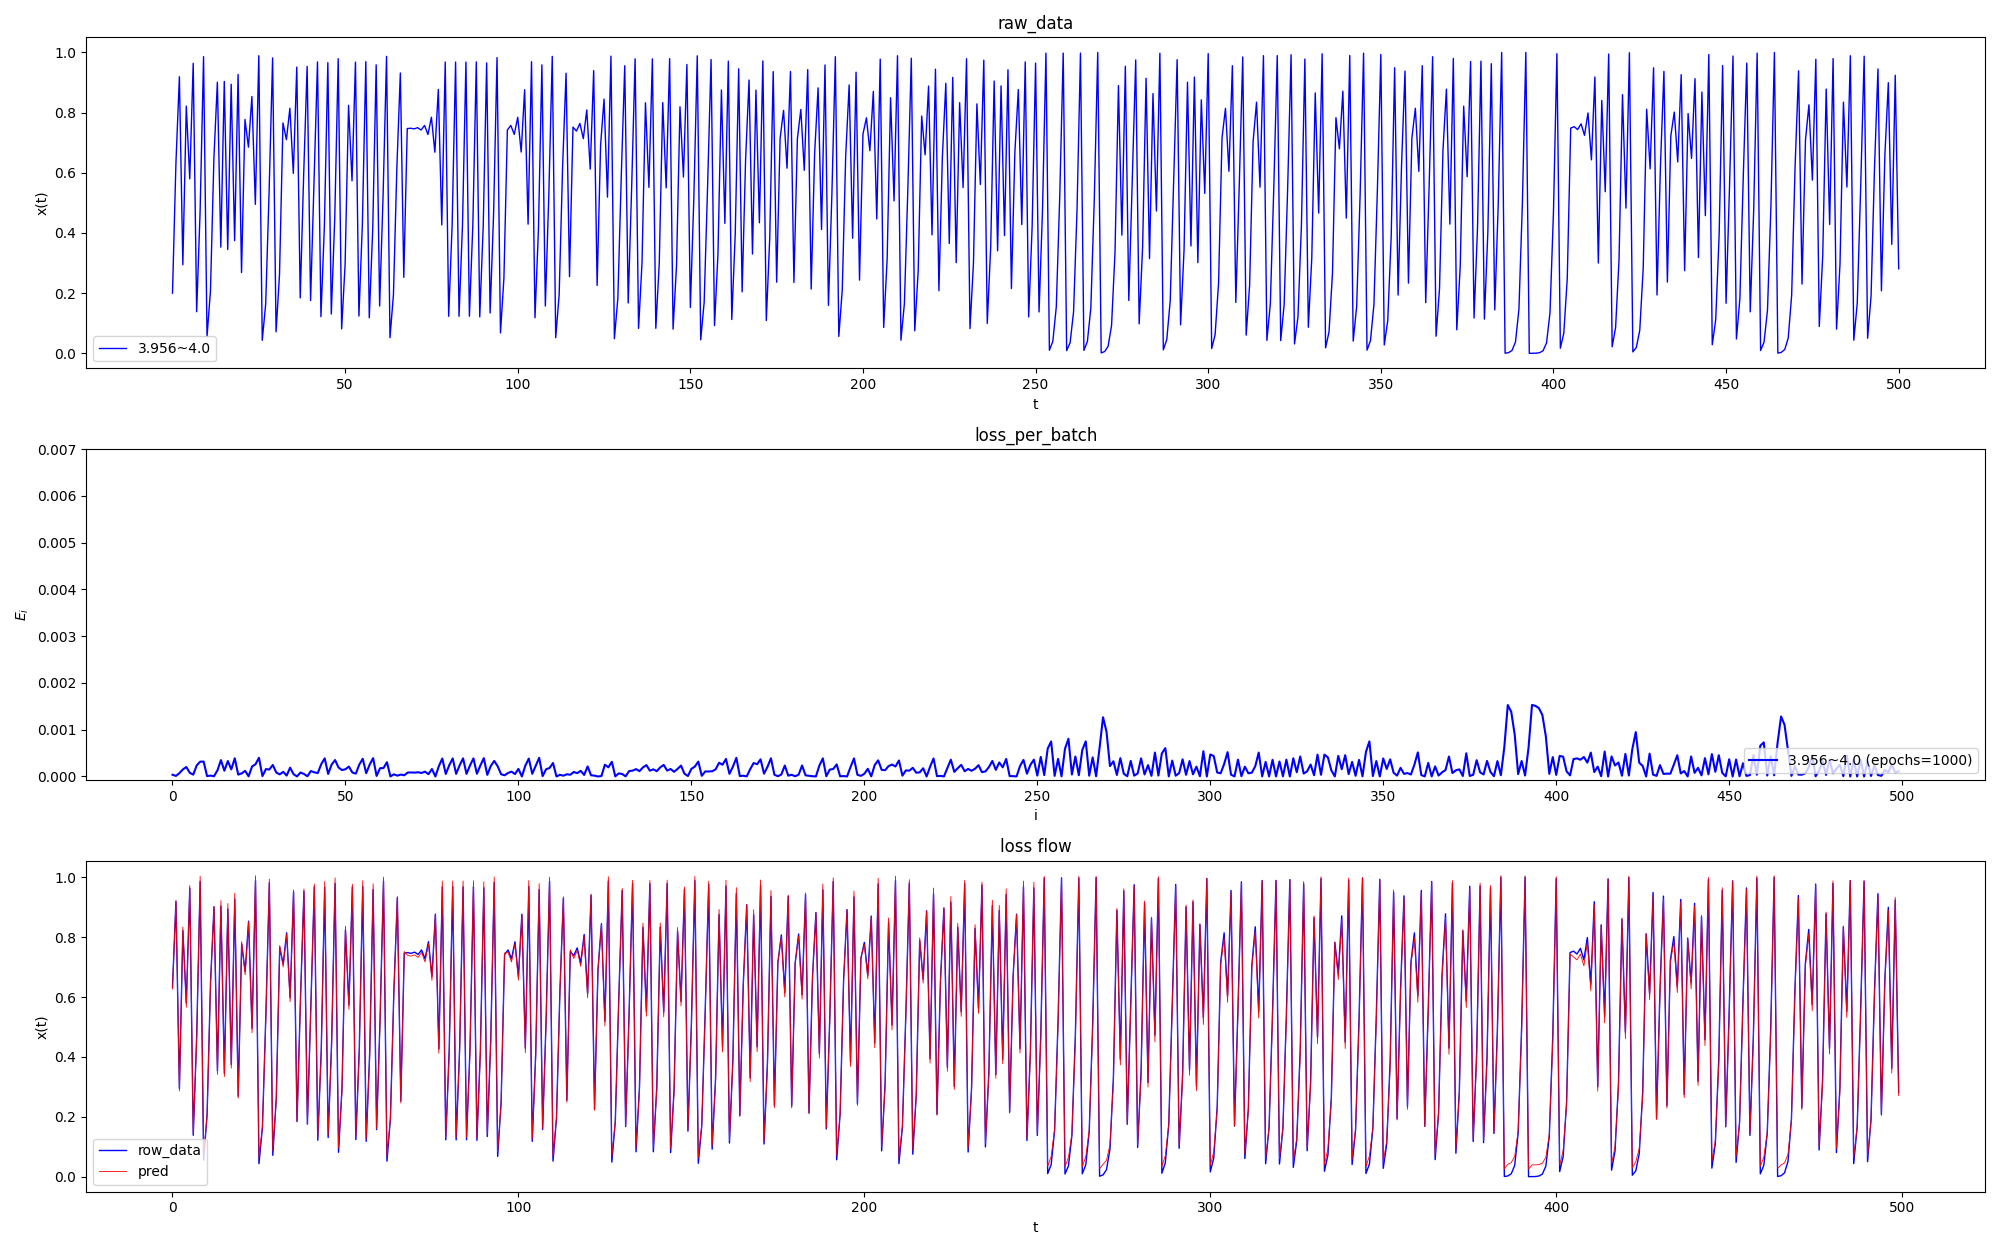 raw_data
1.0
0.8
0.6
0.4
0.2
0.0
x(t)
3.956~4.0
50 100 150 200 250 300 350 400 450 500
t
loss_per_batch
0.007
0.006
0.005
0.004
0.003
0.002
0.001
0.000
E_i
3.956~4.0 (epochs=1000)
0 50 100 150 200 250 300 350 400 450 500
i
loss flow
1.0
0.8
0.6
0.4
0.2
0.0
x(t)
row_data
pred
0 100 200 300 400 500
t